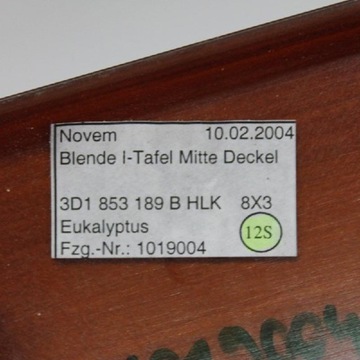 Novem 10.02.2004
Blende I-Tafel Mitte Deckel
3D1 853 189 B HLK 8X3
Eukalyptus 12S
Fzg.-Nr.: 1019004